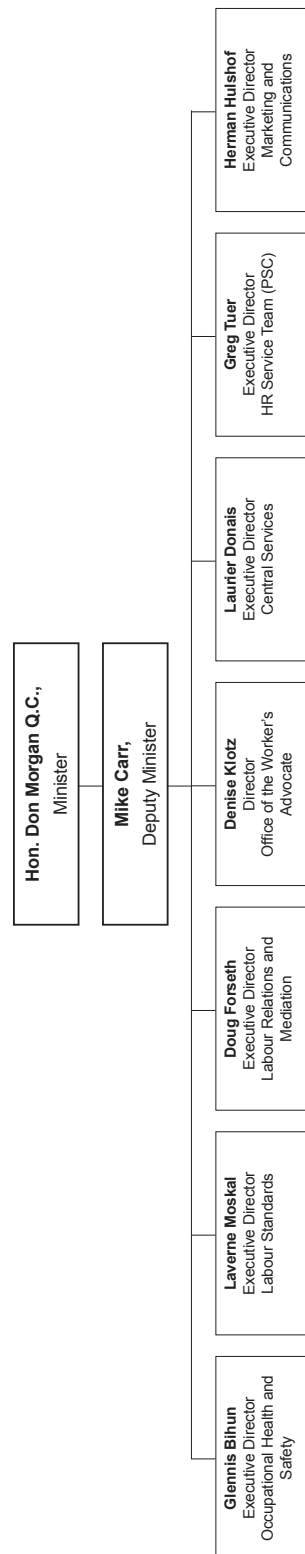 Hon. Don Morgan Q.C.,
Minister
Mike Carr,
Deputy Minister
Glennis Bihun
Executive Director
Occupational Health and
Safety
Laverne Moskal
Executive Director
Labour Standards
Doug Forseth
Executive Director
Labour Relations and
Mediation
Denise Klotz
Director
Office of the Worker's
Advocate
Laurier Donais
Executive Director
Central Services
Greg Tuer
Executive Director
HR Service Team (PSC)
Herman Hulshof
Executive Director
Marketing and
Communications